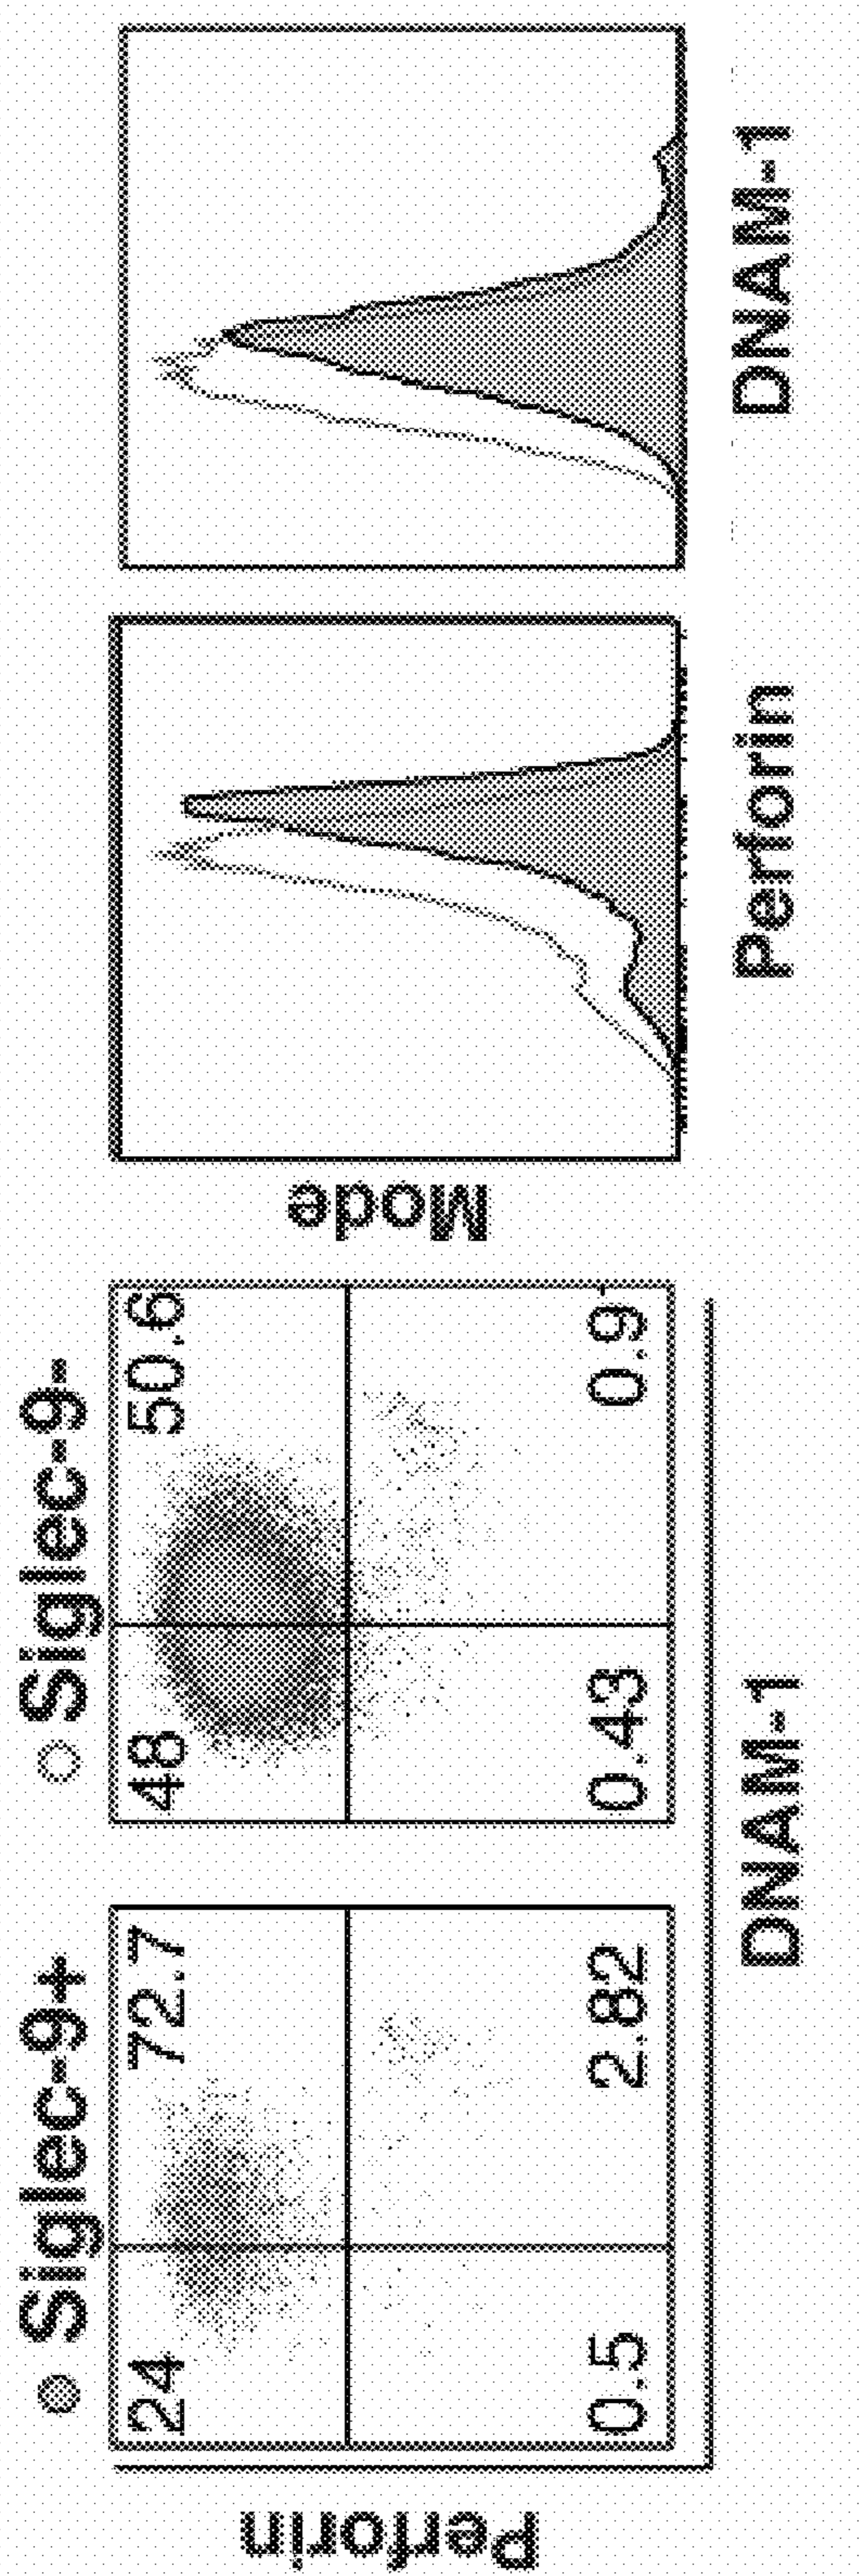 Siglec-9+
Siglec-9-
Perforin
24
72.7
0.5
2.82
48
50.6
0.43
0.9
DNAM-1
Mode
Perforin
DNAM-1